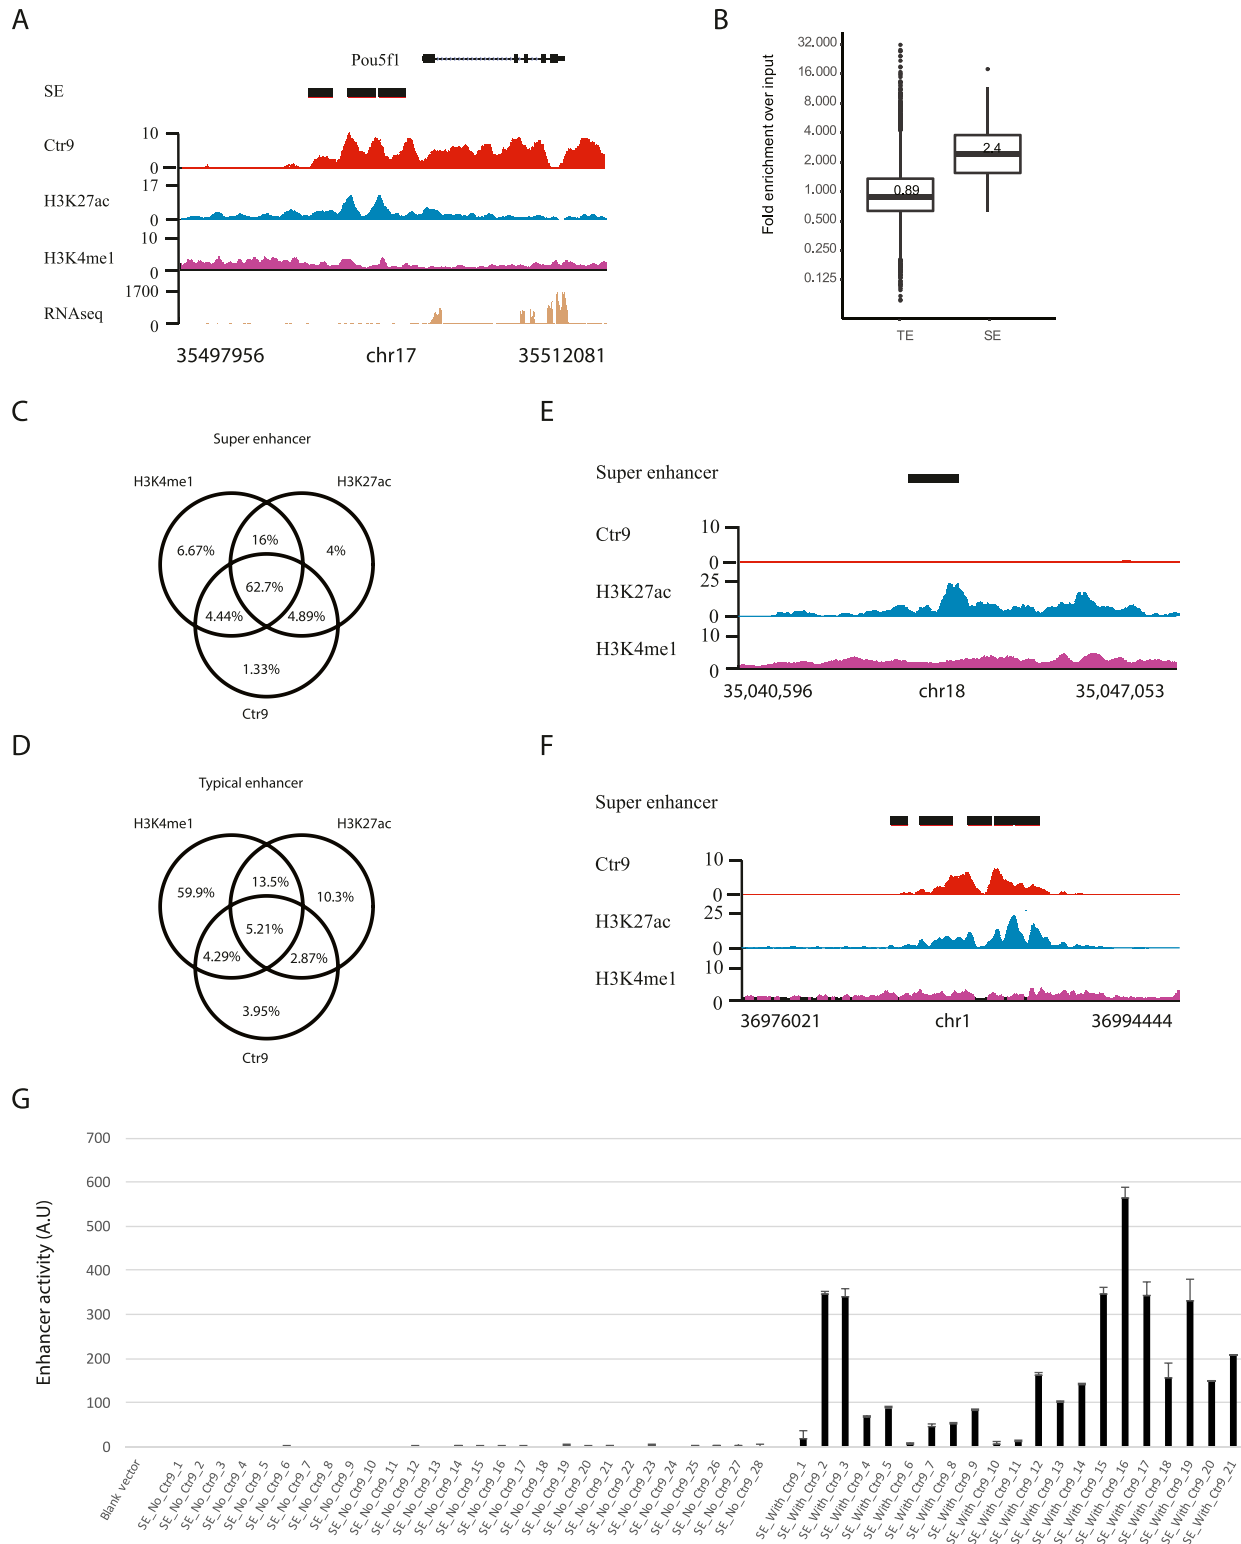 A
Pou5f1
SE
Ctr9
10
0
H3K27ac
17
0
H3K4me1
10
0
RNAseq
1700
0
35497956 chr17 35512081
B
Fold enrichment over input
32.000
16.000
8.000
4.000
2.000
1.000
0.500
0.250
0.125
0.89
2.4
TE SE
C
Super enhancer
H3K4me1
H3K27ac
6.67%
16%
4%
62.7%
4.44%
4.89%
1.33%
Ctr9
D
Typical enhancer
H3K4me1
H3K27ac
59.9%
13.5%
10.3%
5.21%
4.29%
2.87%
3.95%
Ctr9
E
Super enhancer
Ctr9
10
0
H3K27ac
25
0
H3K4me1
10
0
35,040,596 chr18 35,047,053
F
Super enhancer
Ctr9
10
0
H3K27ac
25
0
H3K4me1
10
0
36976021 chr1 36994444
G
Enhancer activity (A.U)
700
600
500
400
300
200
100
0
Blank vector
SE_No_Ctr9_1
SE_No_Ctr9_2
SE_No_Ctr9_3
SE_No_Ctr9_4
SE_No_Ctr9_5
SE_No_Ctr9_6
SE_No_Ctr9_7
SE_No_Ctr9_8
SE_No_Ctr9_9
SE_No_Ctr9_10
SE_No_Ctr9_11
SE_No_Ctr9_12
SE_No_Ctr9_13
SE_No_Ctr9_14
SE_No_Ctr9_15
SE_No_Ctr9_16
SE_No_Ctr9_17
SE_No_Ctr9_18
SE_No_Ctr9_19
SE_No_Ctr9_20
SE_No_Ctr9_21
SE_No_Ctr9_22
SE_No_Ctr9_23
SE_No_Ctr9_24
SE_No_Ctr9_25
SE_No_Ctr9_26
SE_No_Ctr9_27
SE_No_Ctr9_28
SE_With_Ctr9_1
SE_With_Ctr9_2
SE_With_Ctr9_3
SE_With_Ctr9_4
SE_With_Ctr9_5
SE_With_Ctr9_6
SE_With_Ctr9_7
SE_With_Ctr9_8
SE_With_Ctr9_9
SE_With_Ctr9_10
SE_With_Ctr9_11
SE_With_Ctr9_12
SE_With_Ctr9_13
SE_With_Ctr9_14
SE_With_Ctr9_15
SE_With_Ctr9_16
SE_With_Ctr9_17
SE_With_Ctr9_18
SE_With_Ctr9_19
SE_With_Ctr9_20
SE_With_Ctr9_21